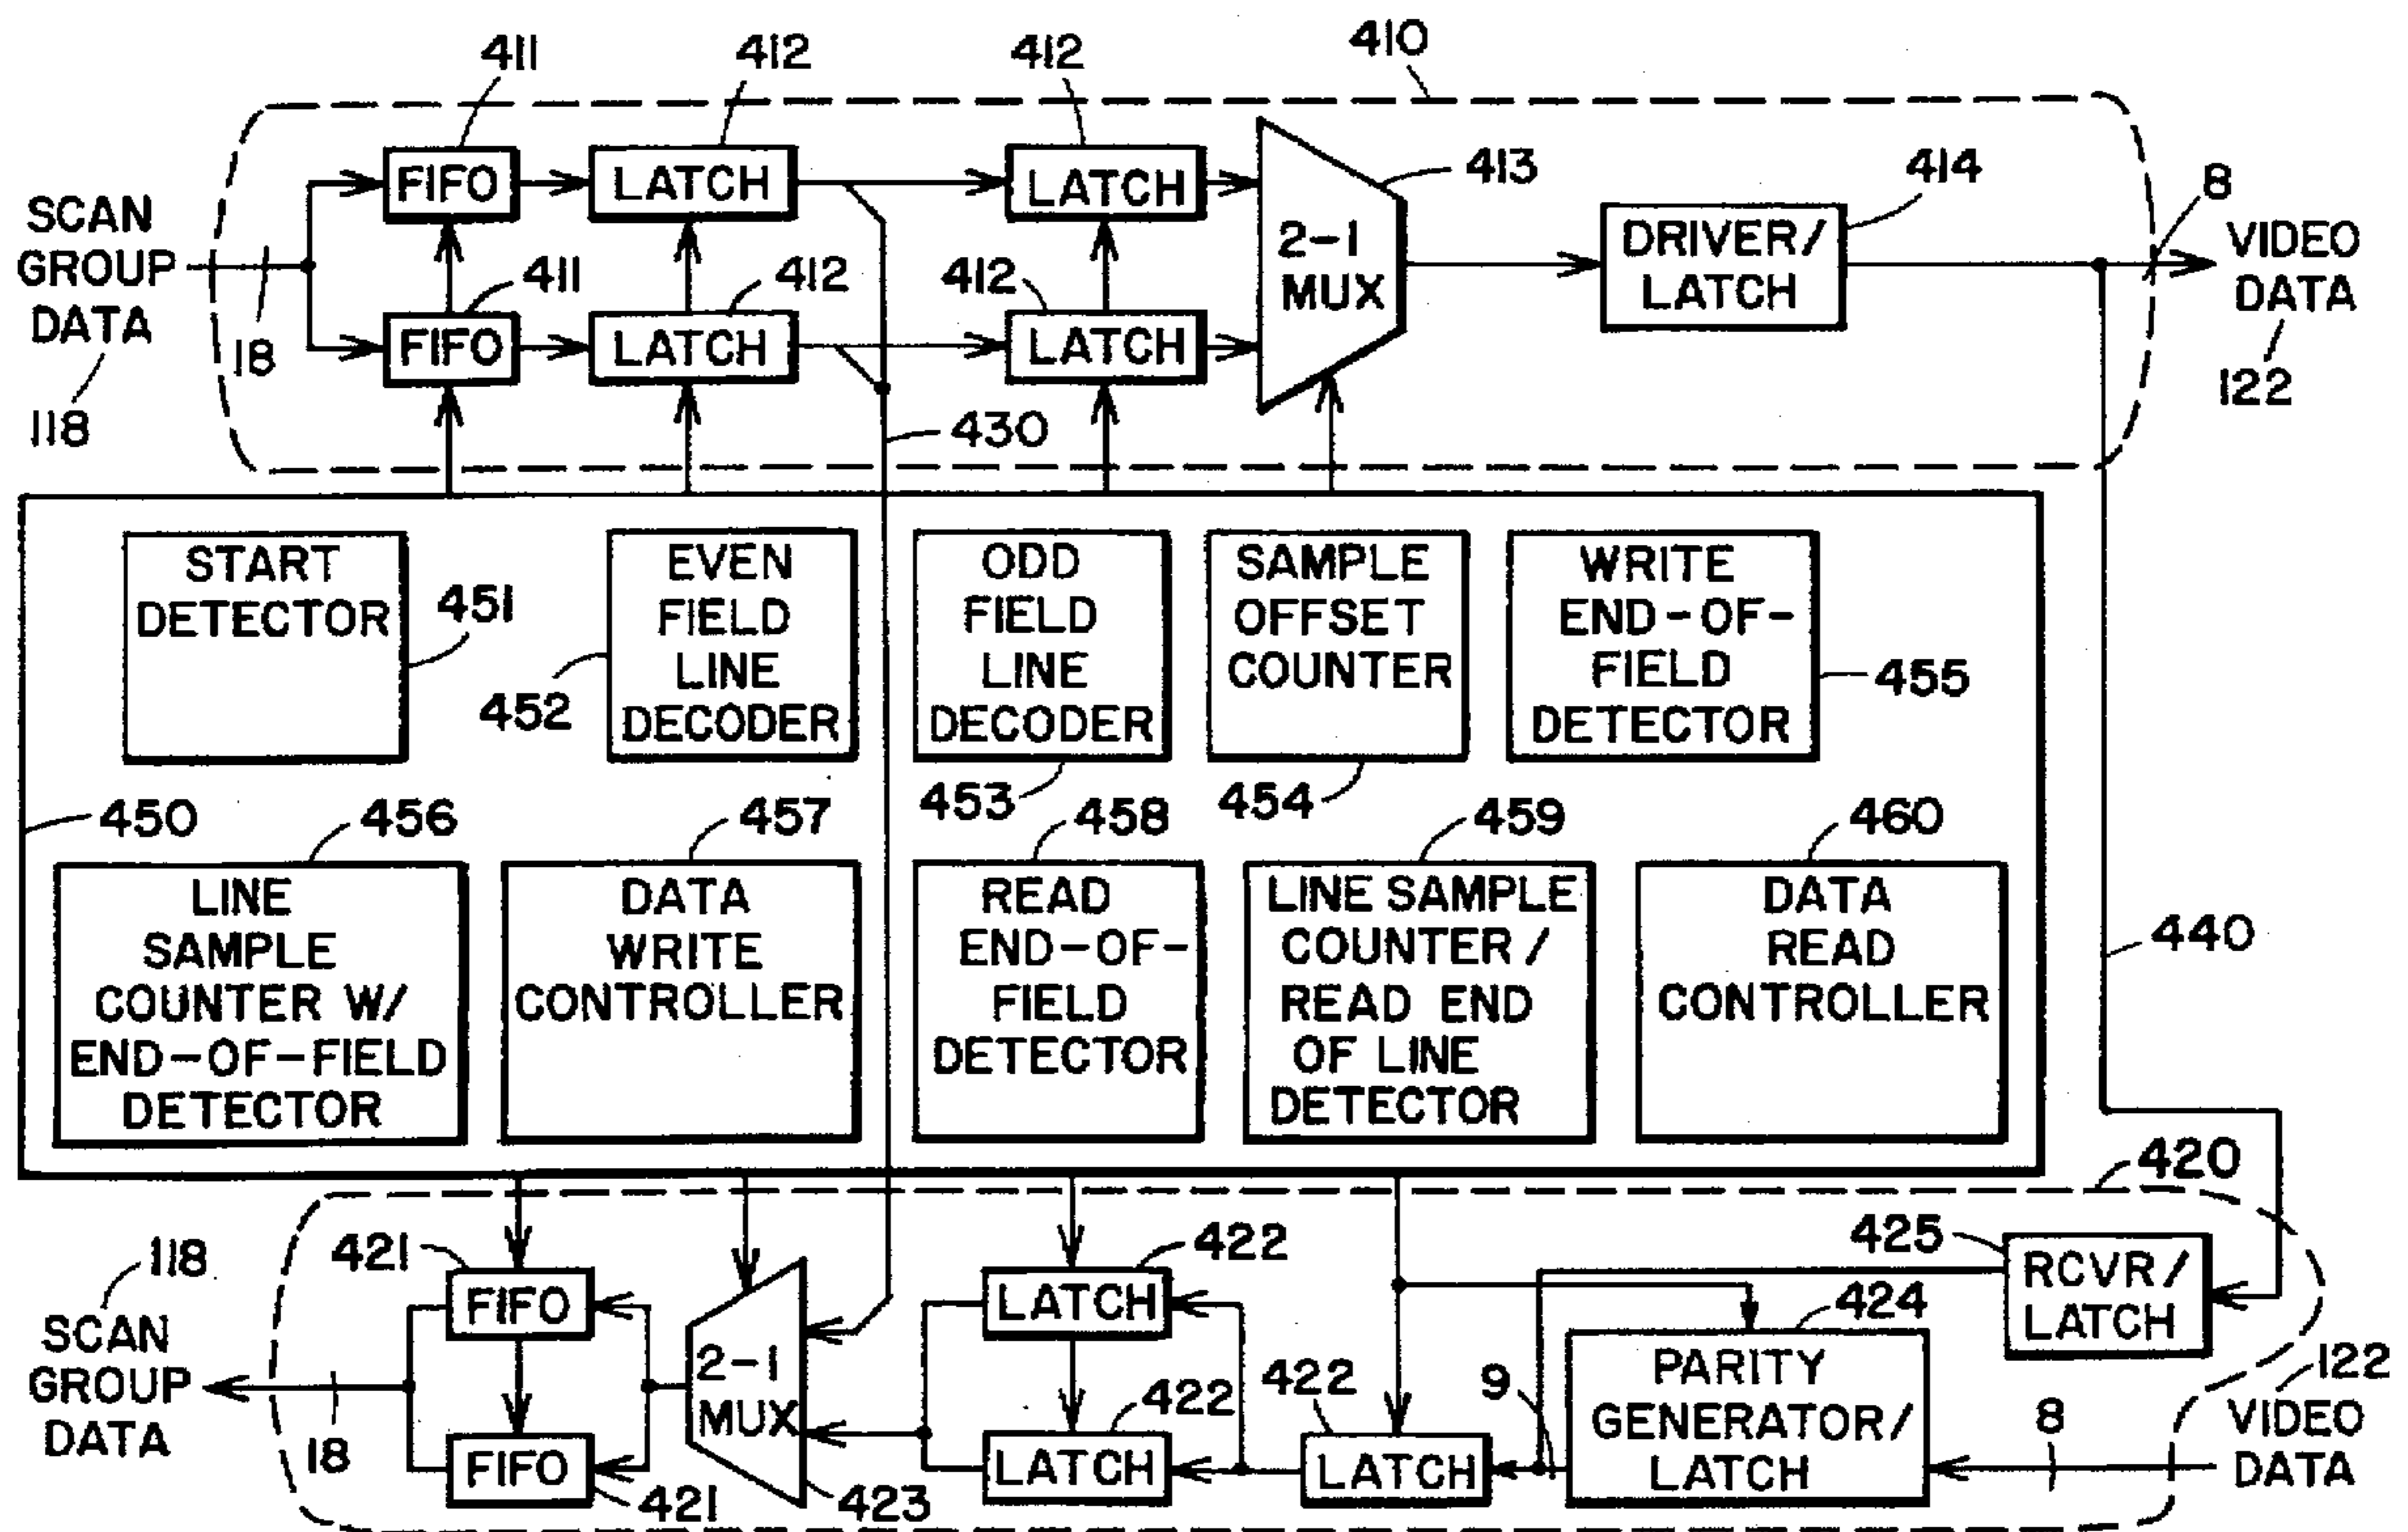 411
412
412
410
FIFO
LATCH
LATCH
413
414
8
SCAN
GROUP
DATA
118
18
2-1
MUX
DRIVER/
LATCH
VIDEO
DATA
122
411
412
412
FIFO
LATCH
LATCH
430
START
DETECTOR
451
EVEN
FIELD
LINE
DECODER
452
ODD
FIELD
LINE
DECODER
453
SAMPLE
OFFSET
COUNTER
454
WRITE
END-OF-
FIELD
DETECTOR
455
450
456
457
458
459
460
LINE
SAMPLE
COUNTER W/
END-OF-FIELD
DETECTOR
DATA
WRITE
CONTROLLER
READ
END-OF-
FIELD
DETECTOR
LINE SAMPLE
COUNTER/
READ END
OF LINE
DETECTOR
DATA
READ
CONTROLLER
440
420
118
SCAN
GROUP
DATA
18
421
FIFO
FIFO
421
2-1
MUX
423
422
LATCH
422
LATCH
422
LATCH
9
425
RCVR/
LATCH
424
PARITY
GENERATOR/
LATCH
8
122
VIDEO
DATA